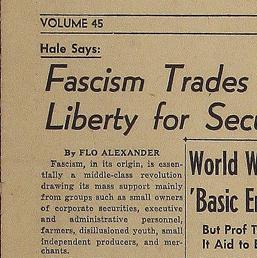 VOLUME 45
Hale Says:
Fascism Trades
Liberty for Secu
By FLO ALEXANDER
Fascism, in its origin, is essen-
tially a middle-class revolution
drawing its mass support mainly
from groups such as small owners
of corporate securities, executive
and administrative personnel,
farmers, disillusioned youth, small
independent producers, and mer-
chants.
World W
'Basic En
But Prof T
It Aid to E